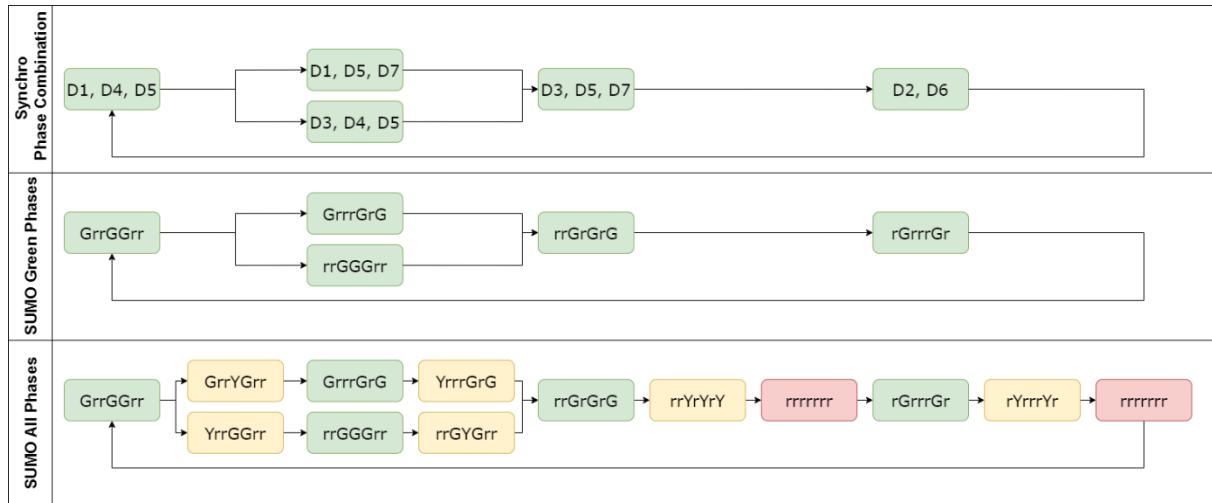 Synchro
Phase Combination
D1, D4, D5
D1, D5, D7
D3, D4, D5
D3, D5, D7
D2, D6
SUMO Green Phases
GrrGGrr
GrrrGrG
rrGGGrr
rrGrGrG
rGrrrGr
SUMO All Phases
GrrGGrr
GrrYGrr
GrrrGrG
YrrrGrG
YrrGGrr
rrGGGrr
rrGYGrr
rrGrGrG
rrYrYrY
rrrrrrr
rGrrrGr
rYrrrYr
rrrrrrr